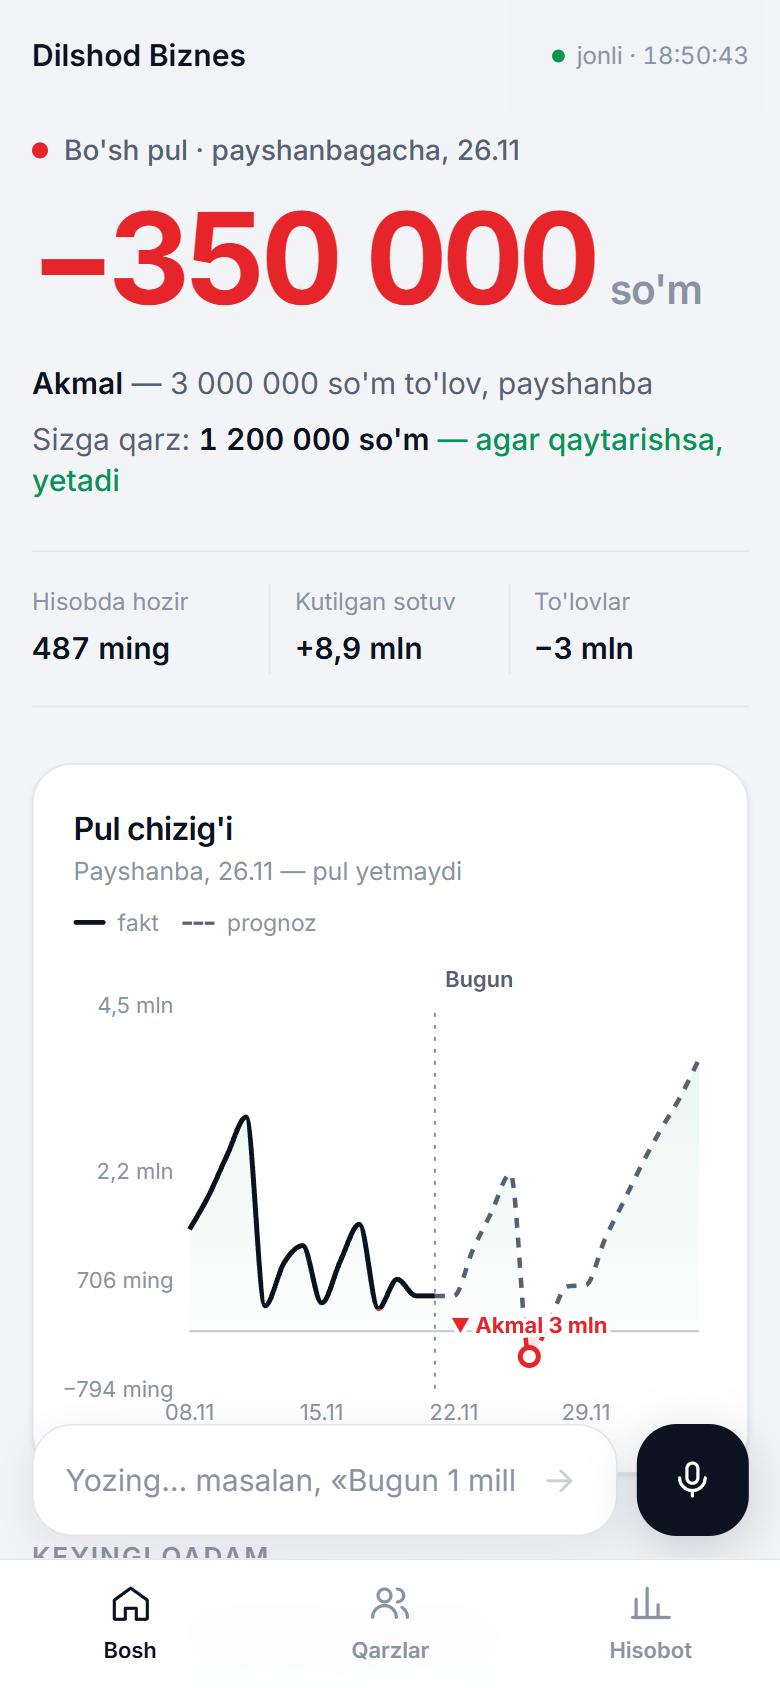 Dilshod Biznes
jonli · 18:50:43
Bo'sh pul · payshanbagacha, 26.11
−350 000 so'm
Akmal — 3 000 000 so'm to'lov, payshanba
Sizga qarz: 1 200 000 so'm — agar qaytarishsa,
yetadi
Hisobda hozir
487 ming
Kutilgan sotuv
+8,9 mln
To'lovlar
−3 mln
Pul chizig'i
Payshanba, 26.11 — pul yetmaydi
fakt
prognoz
Bugun
4,5 mln
2,2 mln
706 ming
▼ Akmal 3 mln
−794 ming
08.11
15.11
22.11
29.11
Yozing... masalan, «Bugun 1 mill
KEYINGI QADAM
Bosh
Qarzlar
Hisobot